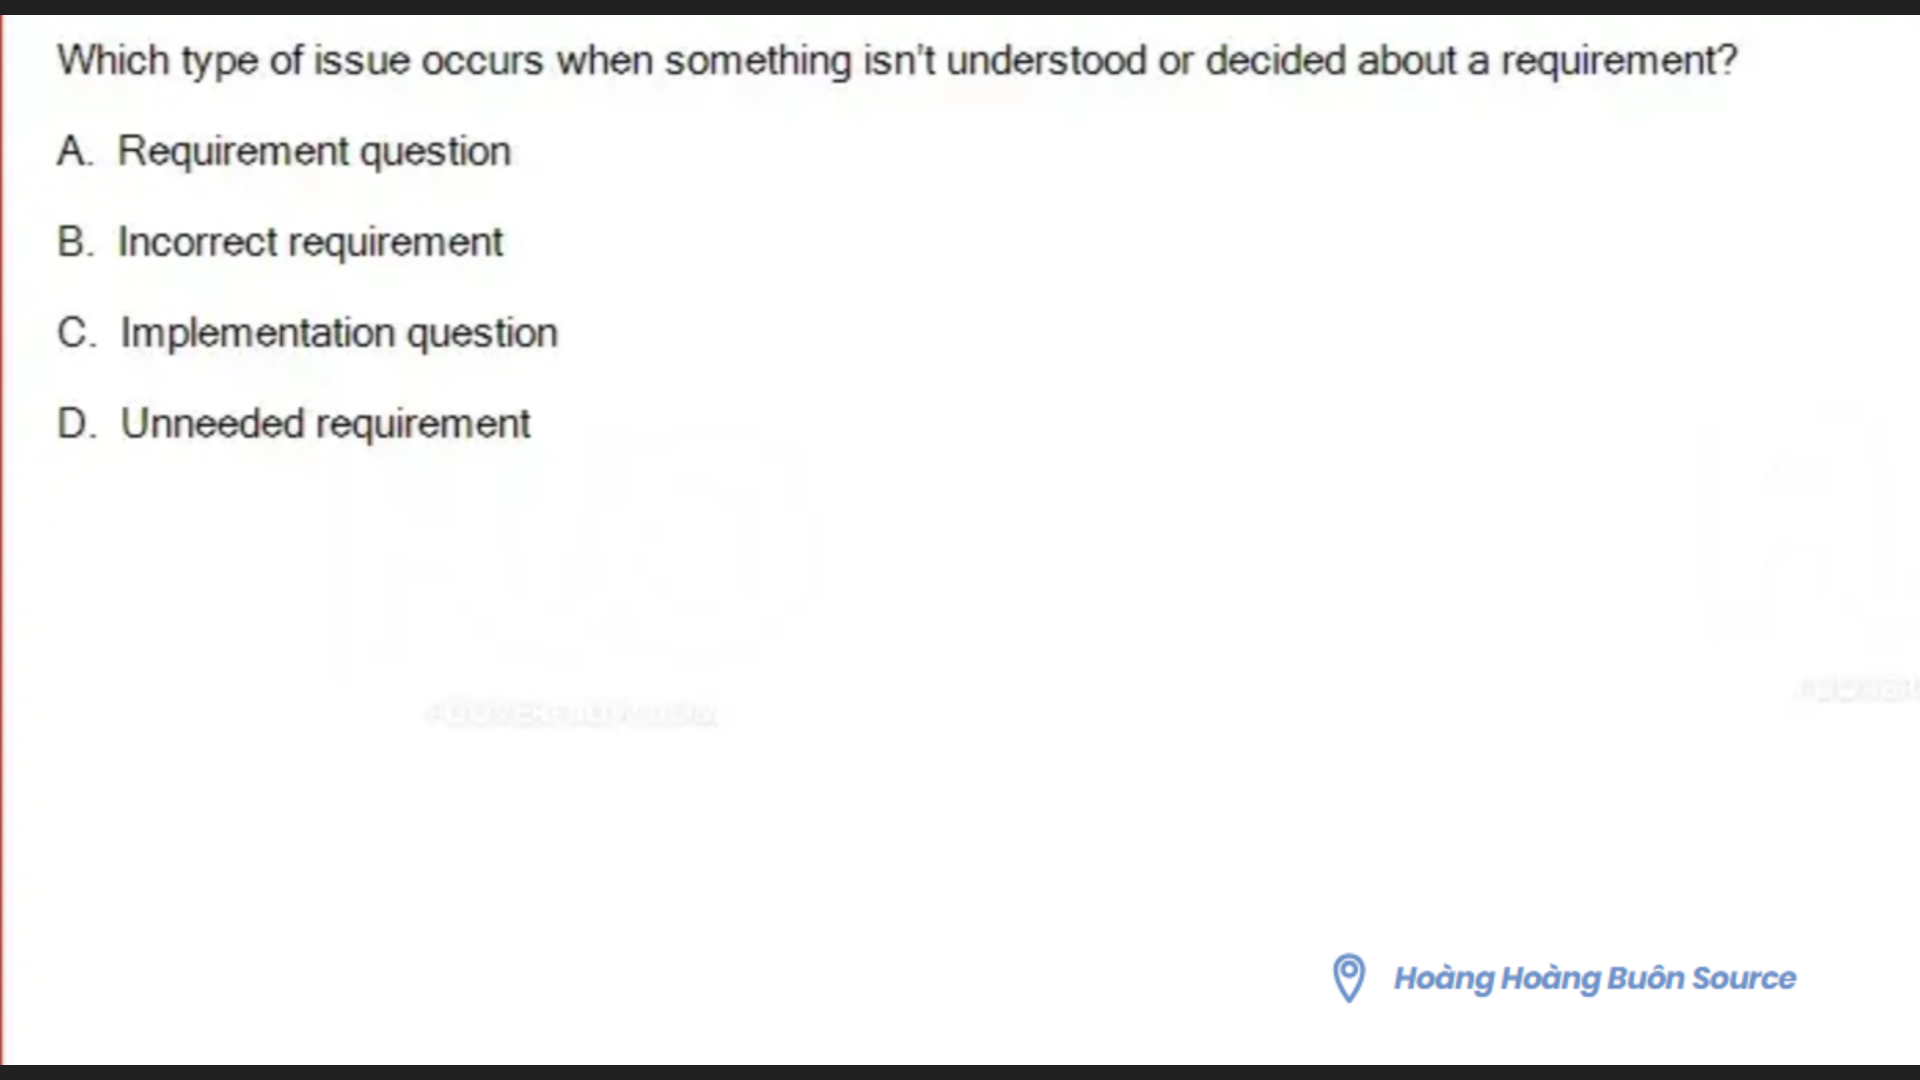 Which type of issue occurs when something isn't understood or decided about a requirement?
A. Requirement question
B. Incorrect requirement
C. Implementation question
D. Unneeded requirement
Hoàng Hoàng Buôn Source